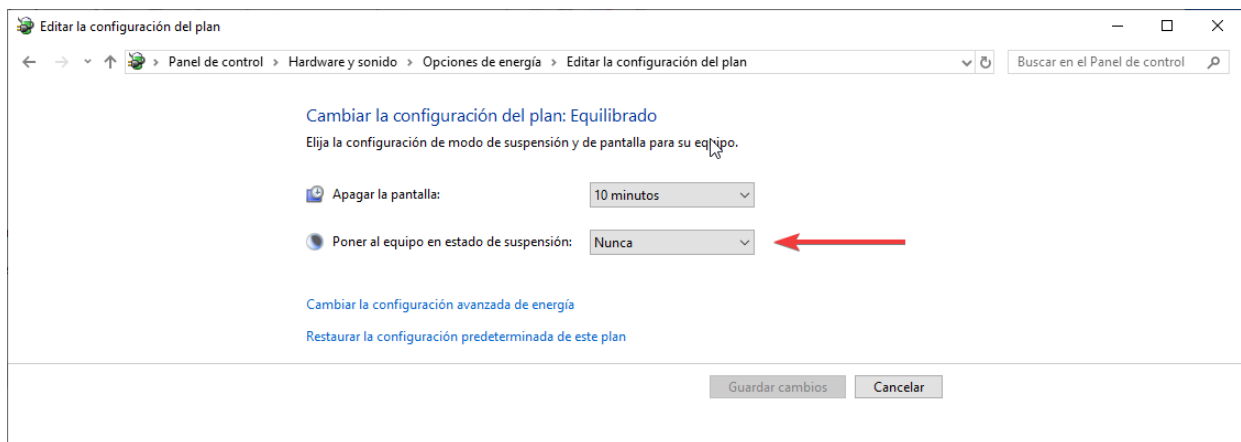 Editar la configuración del plan
Panel de control > Hardware y sonido > Opciones de energía > Editar la configuración del plan
Buscar en el Panel de control
Cambiar la configuración del plan: Equilibrado
Elija la configuración de modo de suspensión y de pantalla para su equipo.
Apagar la pantalla: 10 minutos
Poner al equipo en estado de suspensión: Nunca
Cambiar la configuración avanzada de energía
Restaurar la configuración predeterminada de este plan
Guardar cambios Cancelar